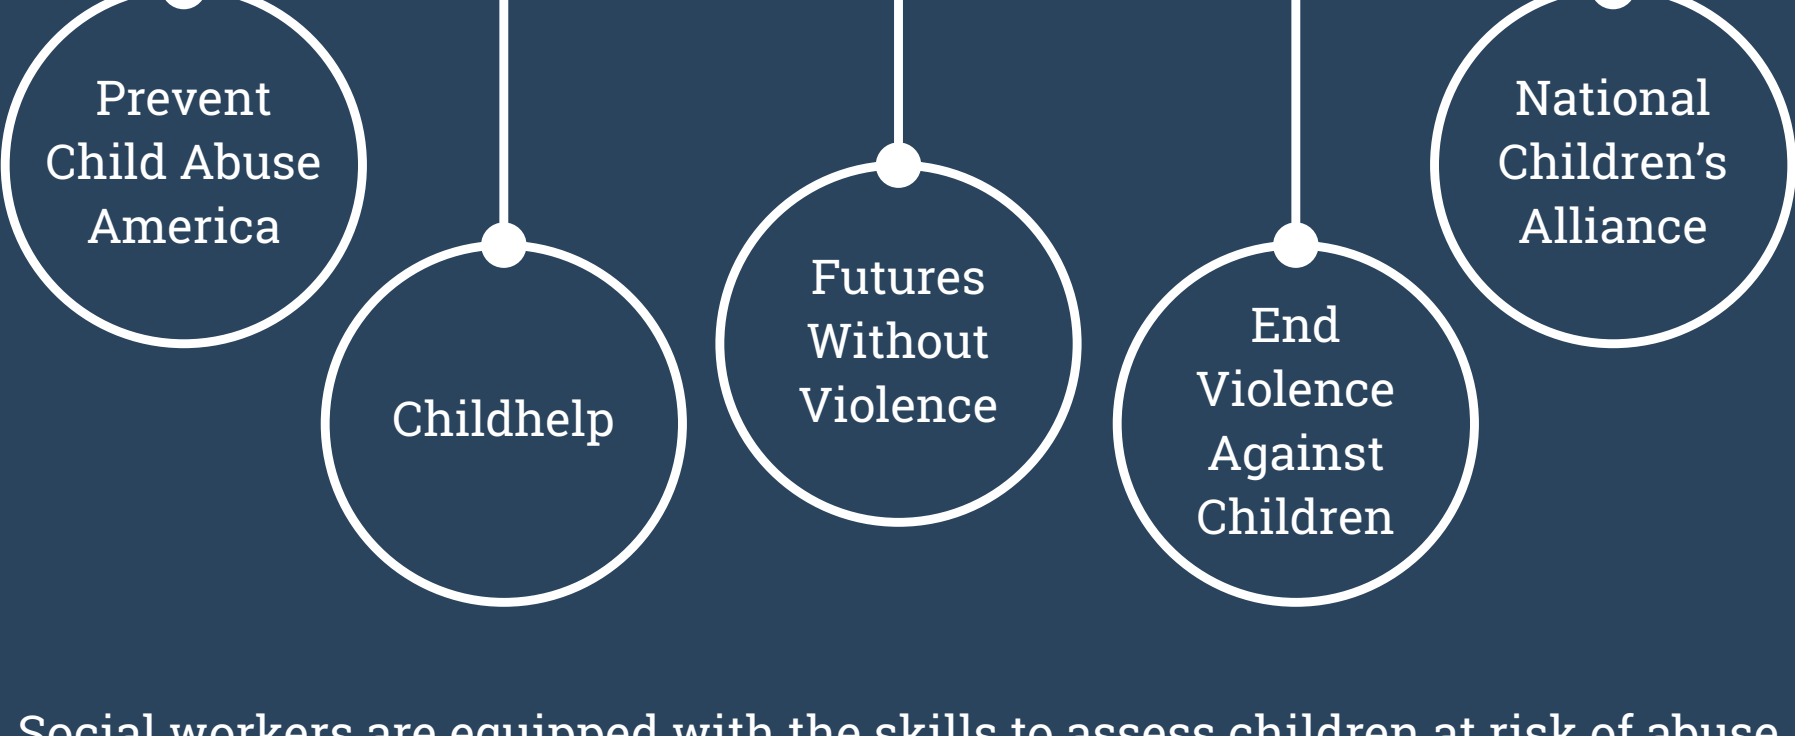 Prevent
Child Abuse
America
Childhelp
Futures
Without
Violence
End
Violence
Against
Children
National
Children’s
Alliance
Social workers are equipped with the skills to assess children at risk of abuse